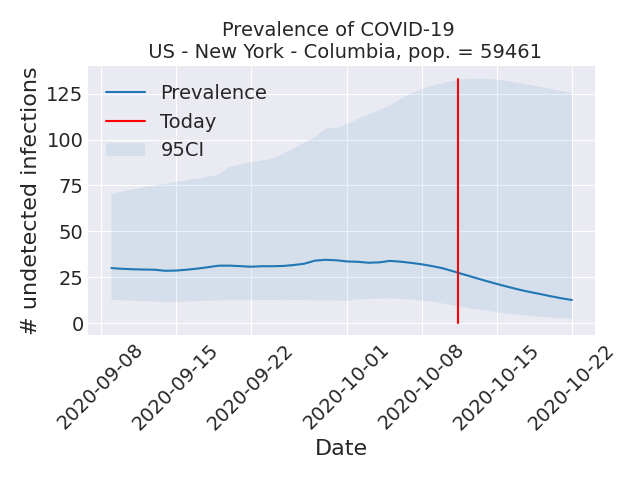 Prevalence of COVID-19
US - New York - Columbia, pop. = 59461
# undetected infections
125
100
75
50
25
0
Prevalence
Today
95CI
2020-09-08
2020-09-15
2020-09-22
2020-10-01
2020-10-08
2020-10-15
2020-10-22
Date